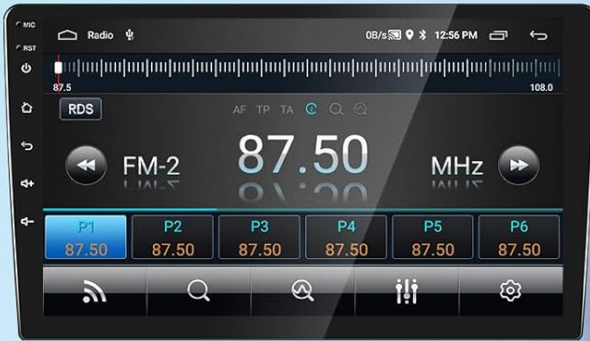 MIC
RST
Radio
0B/s
12:56 PM
87.5
108.0
RDS
AF TP TA
FM-2
87.50
MHz
P1 P2 P3 P4 P5 P6
87.50 87.50 87.50 87.50 87.50 87.50